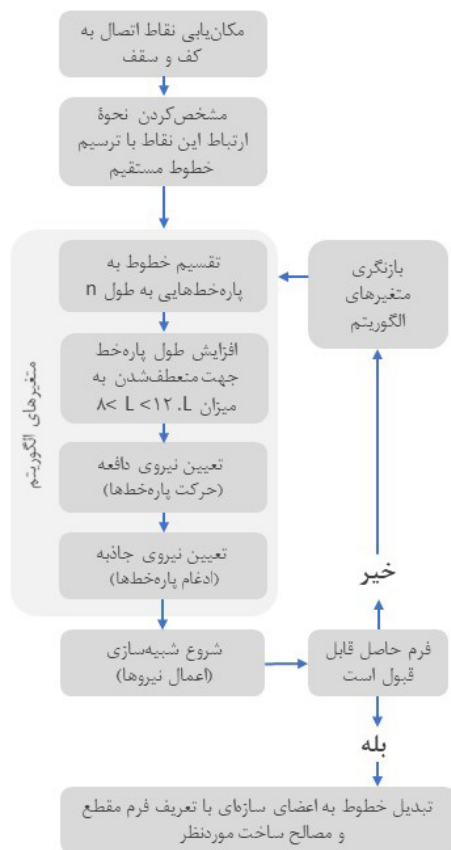 مکان‌یابی نقاط اتصال به
کف و سقف
مشخص‌کردن نحوۀ
ارتباط این نقاط با ترسیم
خطوط مستقیم
متغیرهای الگوریتم
تقسیم خطوط به
پاره‌خط‌هایی به طول n
افزایش طول پاره‌خط
جهت منعطف‌شدن به
میزان L. ۸< L <۱۲
تعیین نیروی دافعه
(حرکت پاره‌خط‌ها)
تعیین نیروی جاذبه
(ادغام پاره‌خط‌ها)
شروع شبیه‌سازی
(اعمال نیروها)
فرم حاصل قابل
قبول است
خیر
بازنگری
متغیرهای
الگوریتم
بله
تبدیل خطوط به اعضای سازه‌ای با تعریف فرم مقطع
و مصالح ساخت موردنظر